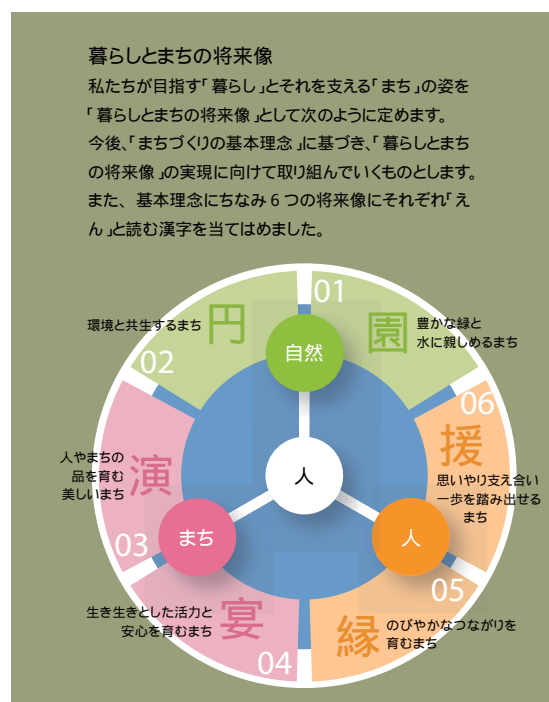 暮らしとまちの将来像
私たちが目指す「暮らし」とそれを支える「まち」の姿を
「暮らしとまちの将来像」として次のように定めます。
今後、「まちづくりの基本理念」に基づき、「暮らしとまち
の将来像」の実現に向けて取り組んでいくものとします。
また、基本理念にちなみ6つの将来像にそれぞれ「え
ん」と読む漢字を当てはめました。
01
園
豊かな緑と
水に親しめるまち
02
円
環境と共生するまち
自然
03
演
人やまちの
品を育む
美しいまち
まち
04
宴
生き生きとした活力と
安心を育むまち
05
縁
のびやかなつながりを
育むまち
06
援
思いやり支え合い
一歩を踏み出せる
まち
人
人